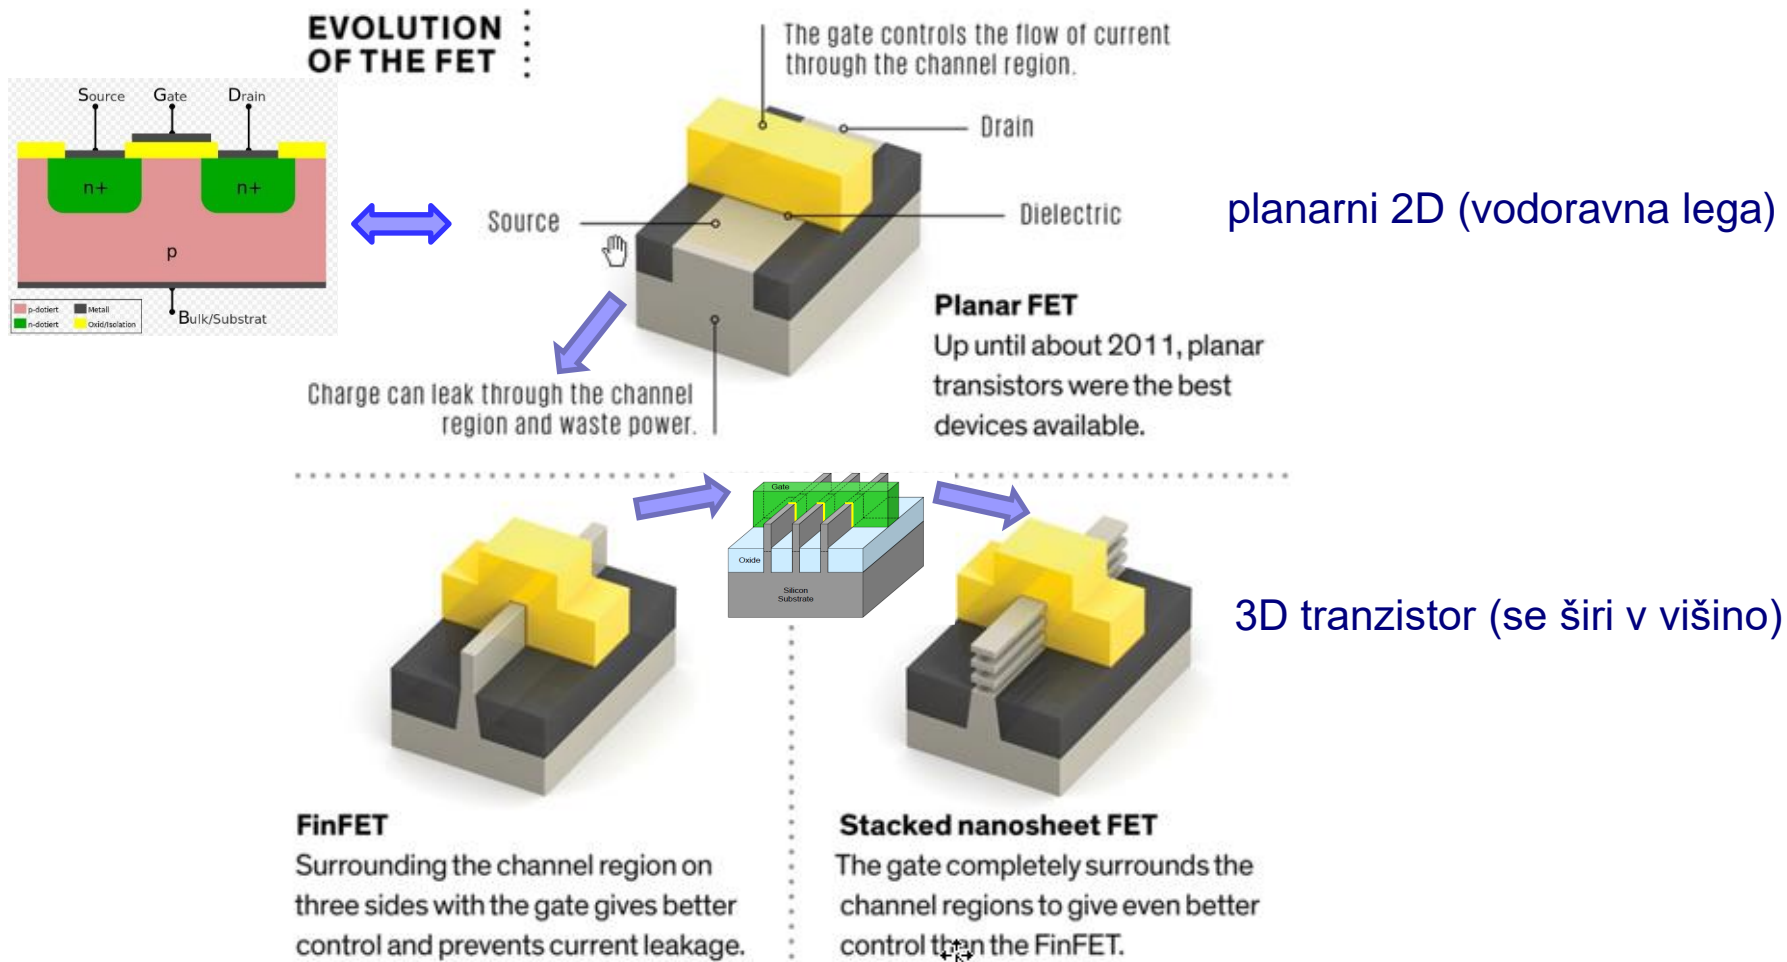 EVOLUTION
OF THE FET
The gate controls the flow of current
through the channel region.
Source Gate Drain
n+ n+
p
p-dotiert Metall
n-dotiert Oxid/Isolation
Bulk/Substrat
Drain
Source
Dielectric
planarni 2D (vodoravna lega)
Charge can leak through the channel
region and waste power.
Planar FET
Up until about 2011, planar
transistors were the best
devices available.
Gate
Oxide
Silicon
Substrate
3D tranzistor (se širi v višino)
FinFET
Surrounding the channel region on
three sides with the gate gives better
control and prevents current leakage.
Stacked nanosheet FET
The gate completely surrounds the
channel regions to give even better
control than the FinFET.